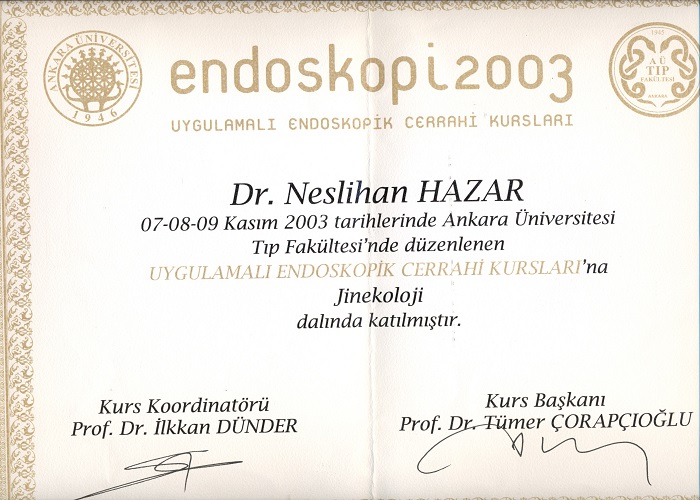 ANKARA ÜNİVERSİTESİ
1946
endoskopi2003
UYGULAMALI ENDOSKOPİK CERRAHİ KURSLARI
1945
AÜ
TIP
FAKÜLTESİ
ANKARA
Dr. Neslihan HAZAR
07-08-09 Kasım 2003 tarihlerinde Ankara Üniversitesi
Tıp Fakültesi'nde düzenlenen
UYGULAMALI ENDOSKOPİK CERRAHİ KURSLARI'na
Jinekoloji
dalında katılmıştır.
Kurs Koordinatörü
Prof. Dr. İlkkan DÜNDER
Kurs Başkanı
Prof. Dr. Tümer ÇORAPÇIOĞLU